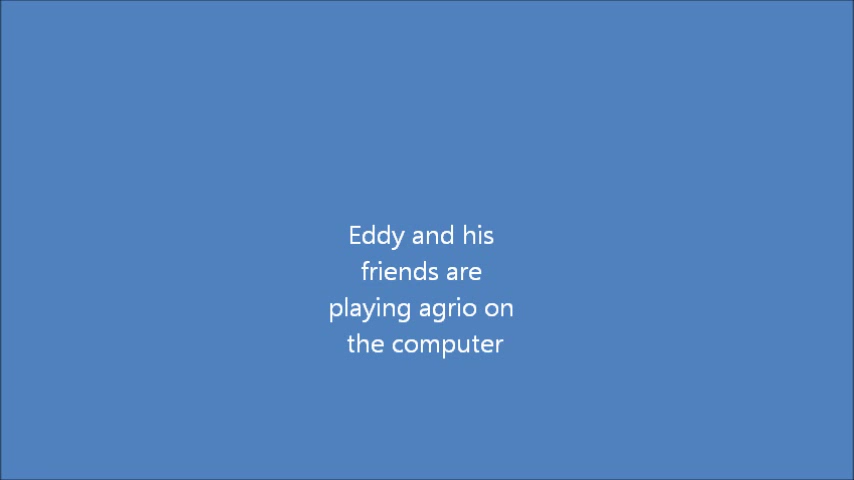 Eddy and his
friends are
playing agrio on
the computer